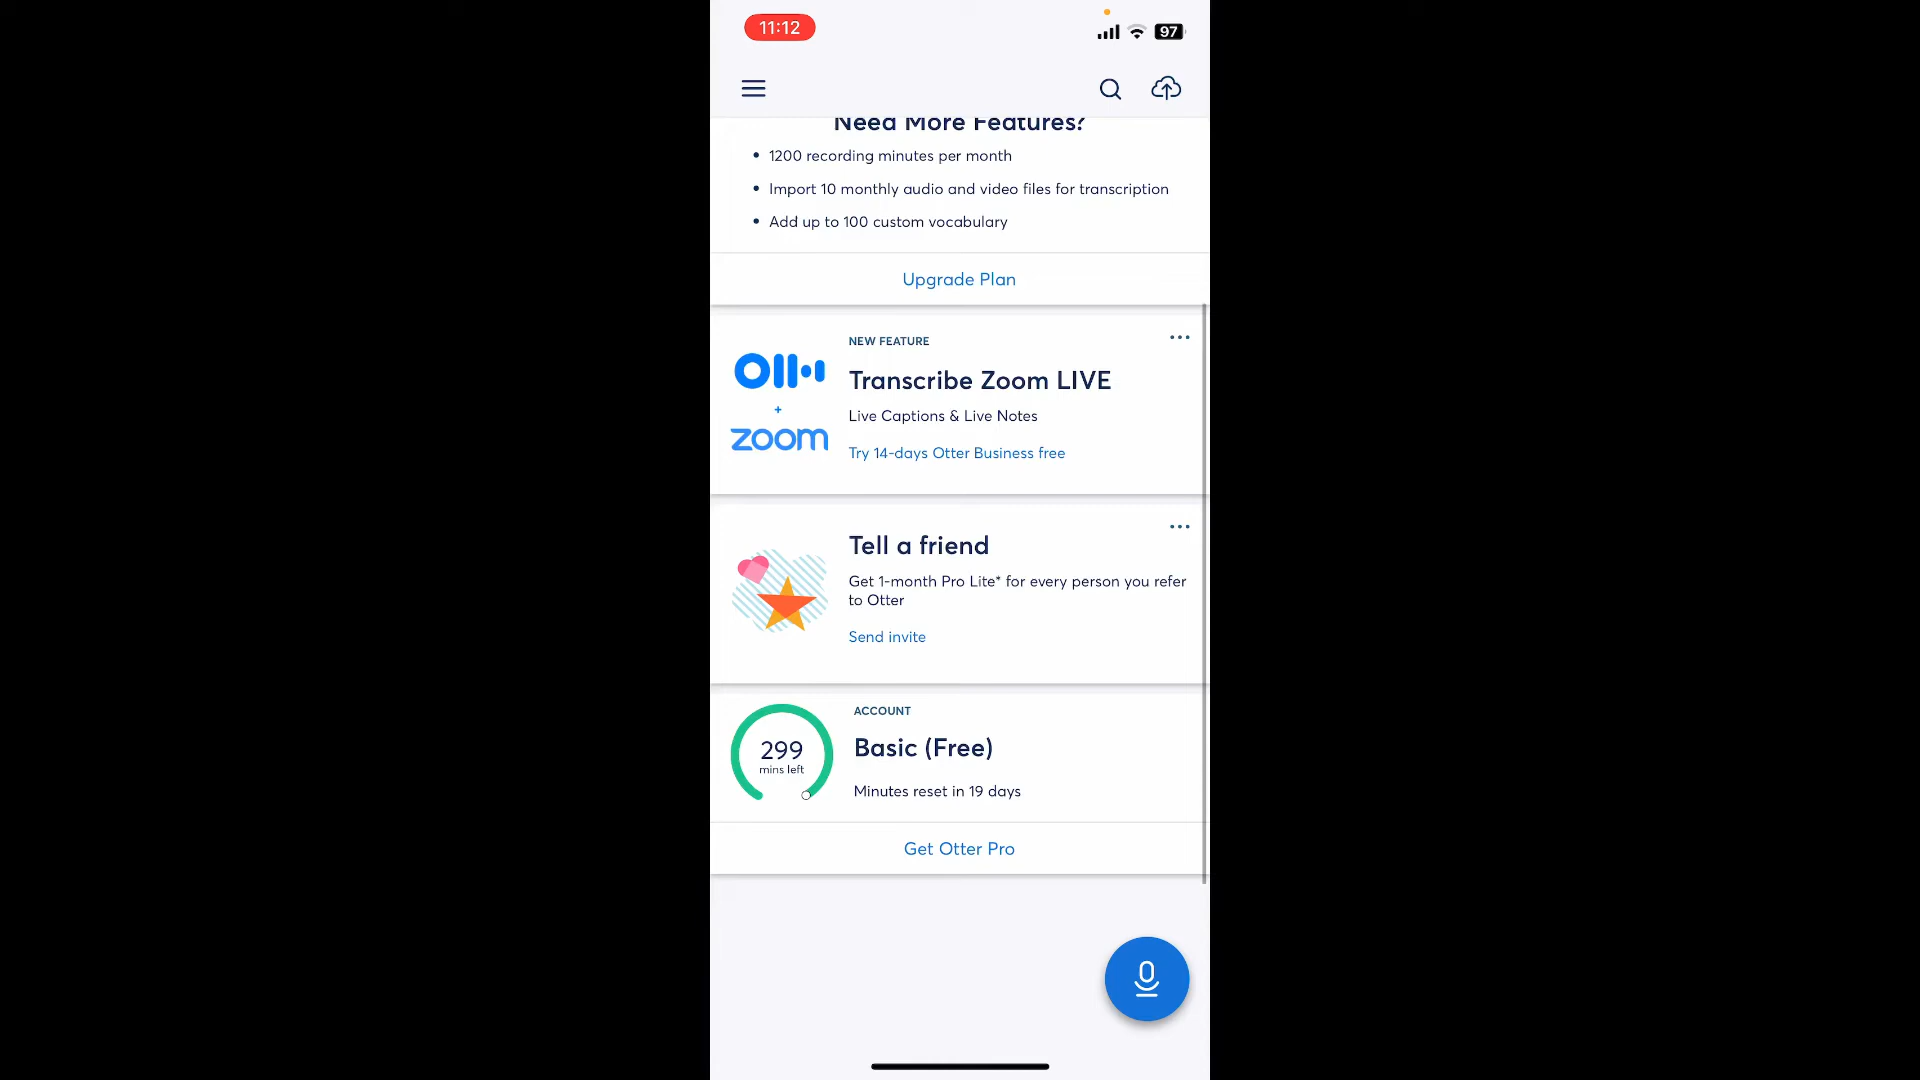 11:12
97
Need More Features?
• 1200 recording minutes per month
• Import 10 monthly audio and video files for transcription
• Add up to 100 custom vocabulary
Upgrade Plan
NEW FEATURE
Transcribe Zoom LIVE
+
zoom
Live Captions & Live Notes
Try 14-days Otter Business free
Tell a friend
Get 1-month Pro Lite* for every person you refer
to Otter
Send invite
ACCOUNT
299
mins left
Basic (Free)
Minutes reset in 19 days
Get Otter Pro